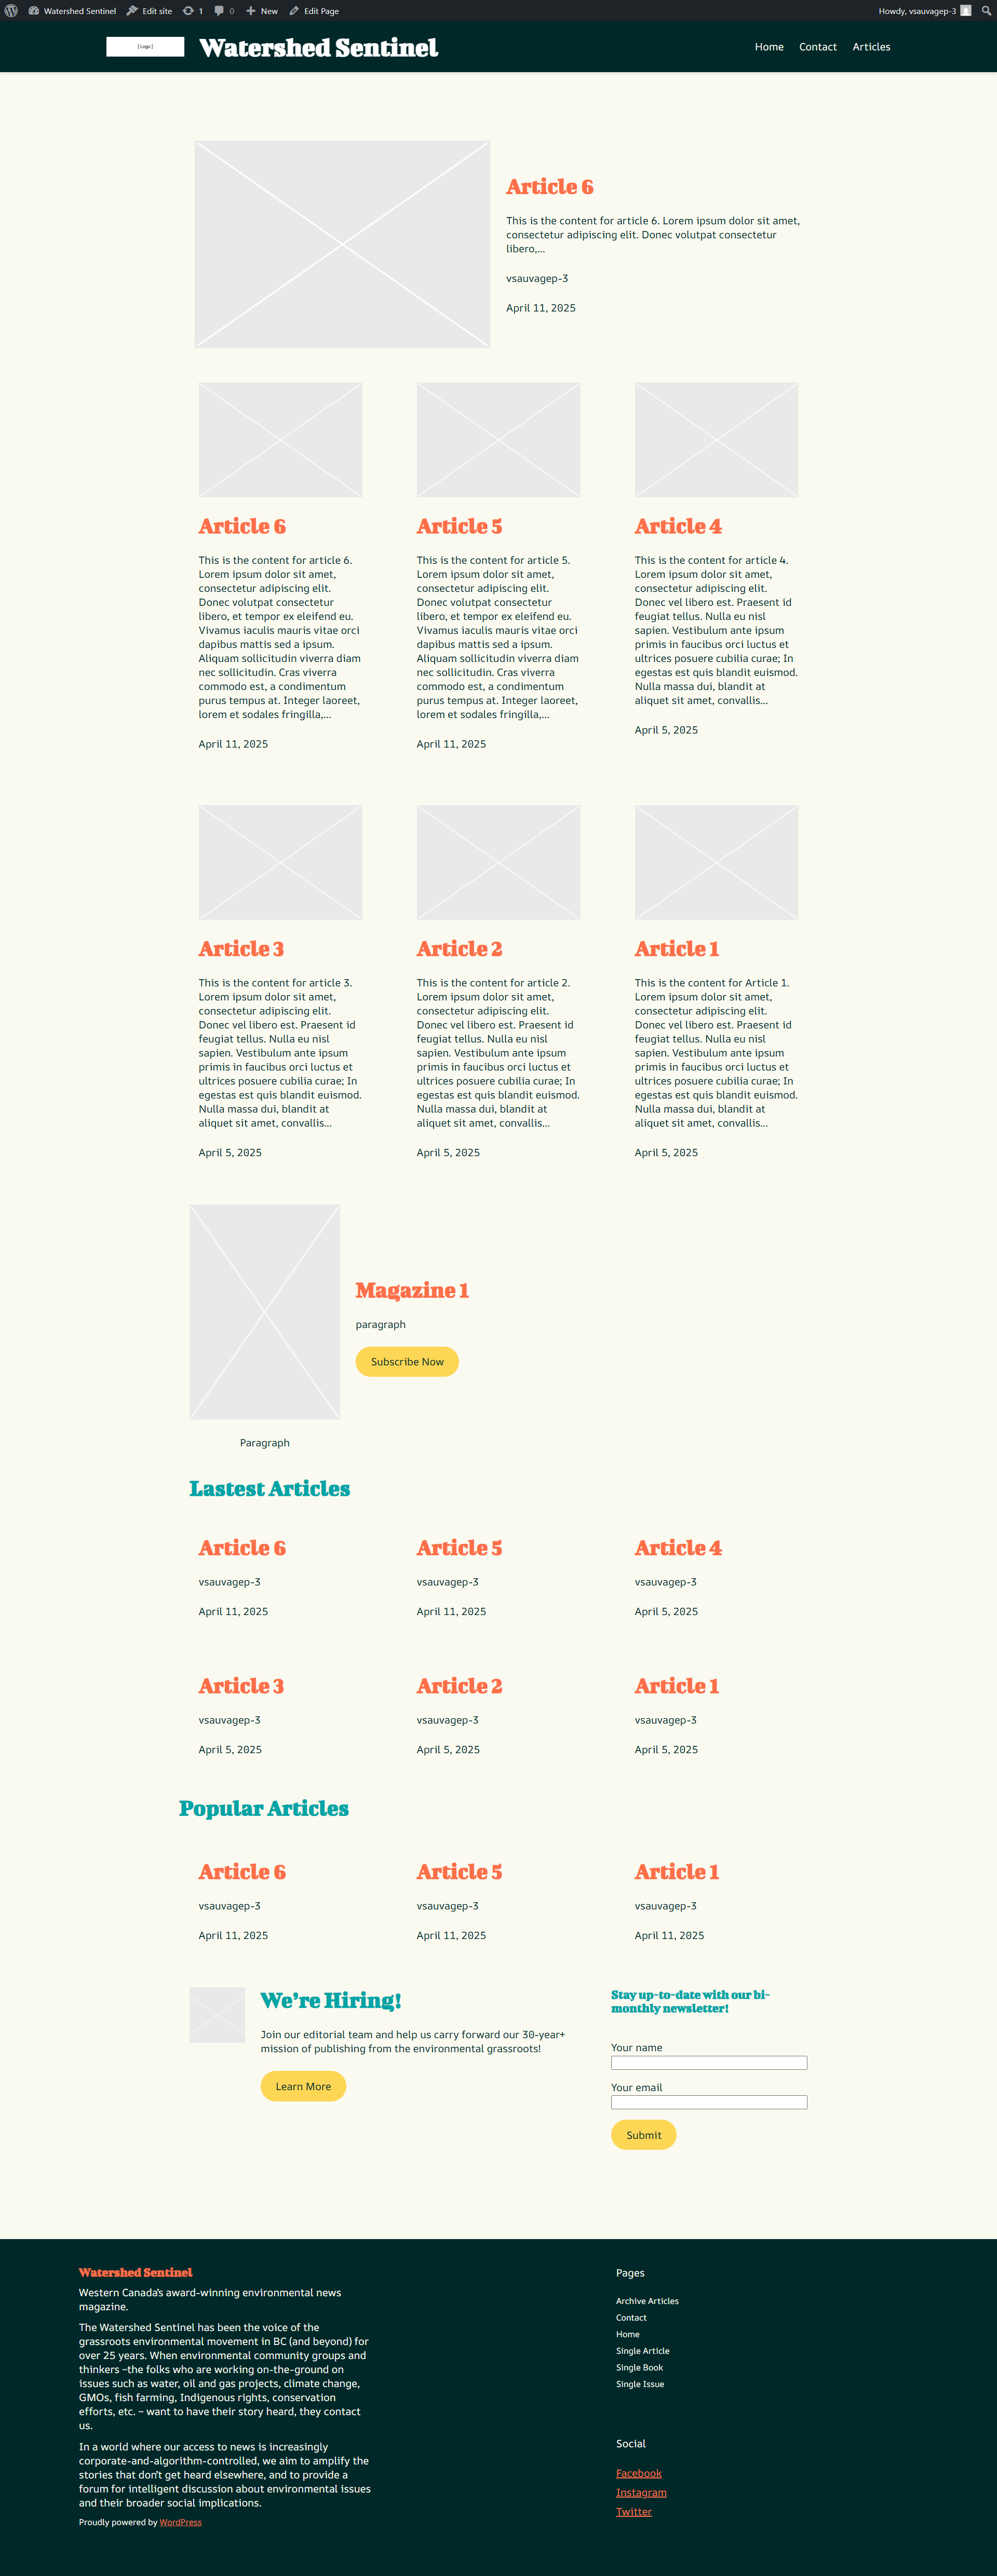 Watershed Sentinel Edit site 1 0 New Edit Page Howdy, vsauvagep-3
[Logo] Watershed Sentinel Home Contact Articles
Article 6
This is the content for article 6. Lorem ipsum dolor sit amet,
consectetur adipiscing elit. Donec volutpat consectetur
libero,…
vsauvagep-3
April 11, 2025
Article 6
This is the content for article 6.
Lorem ipsum dolor sit amet,
consectetur adipiscing elit.
Donec volutpat consectetur
libero, et tempor ex eleifend eu.
Vivamus iaculis mauris vitae orci
dapibus mattis sed a ipsum.
Aliquam sollicitudin viverra diam
nec sollicitudin. Cras viverra
commodo est, a condimentum
purus tempus at. Integer laoreet,
lorem et sodales fringilla,…
April 11, 2025
Article 5
This is the content for article 5.
Lorem ipsum dolor sit amet,
consectetur adipiscing elit.
Donec volutpat consectetur
libero, et tempor ex eleifend eu.
Vivamus iaculis mauris vitae orci
dapibus mattis sed a ipsum.
Aliquam sollicitudin viverra diam
nec sollicitudin. Cras viverra
commodo est, a condimentum
purus tempus at. Integer laoreet,
lorem et sodales fringilla,…
April 11, 2025
Article 4
This is the content for article 4.
Lorem ipsum dolor sit amet,
consectetur adipiscing elit.
Donec vel libero est. Praesent id
feugiat tellus. Nulla eu nisl
sapien. Vestibulum ante ipsum
primis in faucibus orci luctus et
ultrices posuere cubilia curae; In
egestas est quis blandit euismod.
Nulla massa dui, blandit at
aliquet sit amet, convallis…
April 5, 2025
Article 3
This is the content for article 3.
Lorem ipsum dolor sit amet,
consectetur adipiscing elit.
Donec vel libero est. Praesent id
feugiat tellus. Nulla eu nisl
sapien. Vestibulum ante ipsum
primis in faucibus orci luctus et
ultrices posuere cubilia curae; In
egestas est quis blandit euismod.
Nulla massa dui, blandit at
aliquet sit amet, convallis…
April 5, 2025
Article 2
This is the content for article 2.
Lorem ipsum dolor sit amet,
consectetur adipiscing elit.
Donec vel libero est. Praesent id
feugiat tellus. Nulla eu nisl
sapien. Vestibulum ante ipsum
primis in faucibus orci luctus et
ultrices posuere cubilia curae; In
egestas est quis blandit euismod.
Nulla massa dui, blandit at
aliquet sit amet, convallis…
April 5, 2025
Article 1
This is the content for Article 1.
Lorem ipsum dolor sit amet,
consectetur adipiscing elit.
Donec vel libero est. Praesent id
feugiat tellus. Nulla eu nisl
sapien. Vestibulum ante ipsum
primis in faucibus orci luctus et
ultrices posuere cubilia curae; In
egestas est quis blandit euismod.
Nulla massa dui, blandit at
aliquet sit amet, convallis…
April 5, 2025
Magazine 1
paragraph
Subscribe Now
Paragraph
Lastest Articles
Article 6
vsauvagep-3
April 11, 2025
Article 5
vsauvagep-3
April 11, 2025
Article 4
vsauvagep-3
April 5, 2025
Article 3
vsauvagep-3
April 5, 2025
Article 2
vsauvagep-3
April 5, 2025
Article 1
vsauvagep-3
April 5, 2025
Popular Articles
Article 6
vsauvagep-3
April 11, 2025
Article 5
vsauvagep-3
April 11, 2025
Article 1
vsauvagep-3
April 11, 2025
We're Hiring!
Join our editorial team and help us carry forward our 30-year+
mission of publishing from the environmental grassroots!
Learn More
Stay up-to-date with our bi-
monthly newsletter!
Your name
Your email
Submit
Watershed Sentinel
Western Canada's award-winning environmental news
magazine.
The Watershed Sentinel has been the voice of the
grassroots environmental movement in BC (and beyond) for
over 25 years. When environmental community groups and
thinkers –the folks who are working on-the-ground on
issues such as water, oil and gas projects, climate change,
GMOs, fish farming, Indigenous rights, conservation
efforts, etc. – want to have their story heard, they contact
us.
In a world where our access to news is increasingly
corporate-and-algorithm-controlled, we aim to amplify the
stories that don't get heard elsewhere, and to provide a
forum for intelligent discussion about environmental issues
and their broader social implications.
Proudly powered by WordPress
Pages
Archive Articles
Contact
Home
Single Article
Single Book
Single Issue
Social
Facebook
Instagram
Twitter